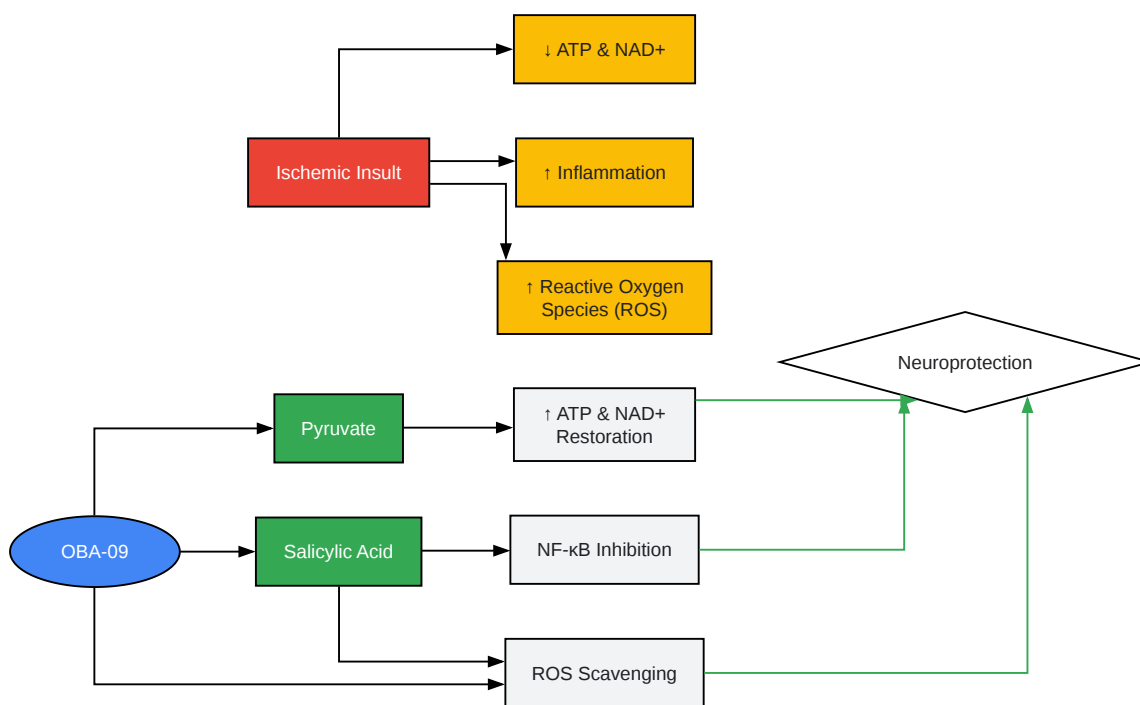 ↓ ATP & NAD+
Ischemic Insult
↑ Inflammation
↑ Reactive Oxygen
Species (ROS)
Neuroprotection
Pyruvate
↑ ATP & NAD+
Restoration
OBA-09
Salicylic Acid
NF-κB Inhibition
ROS Scavenging